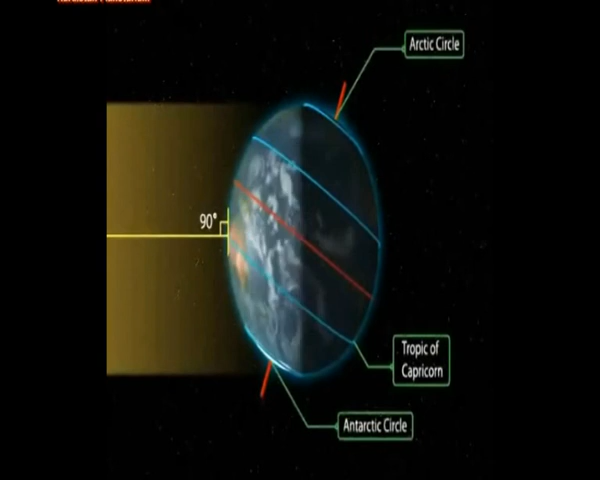 Arctic Circle
90°
Tropic of
Capricorn
Antarctic Circle